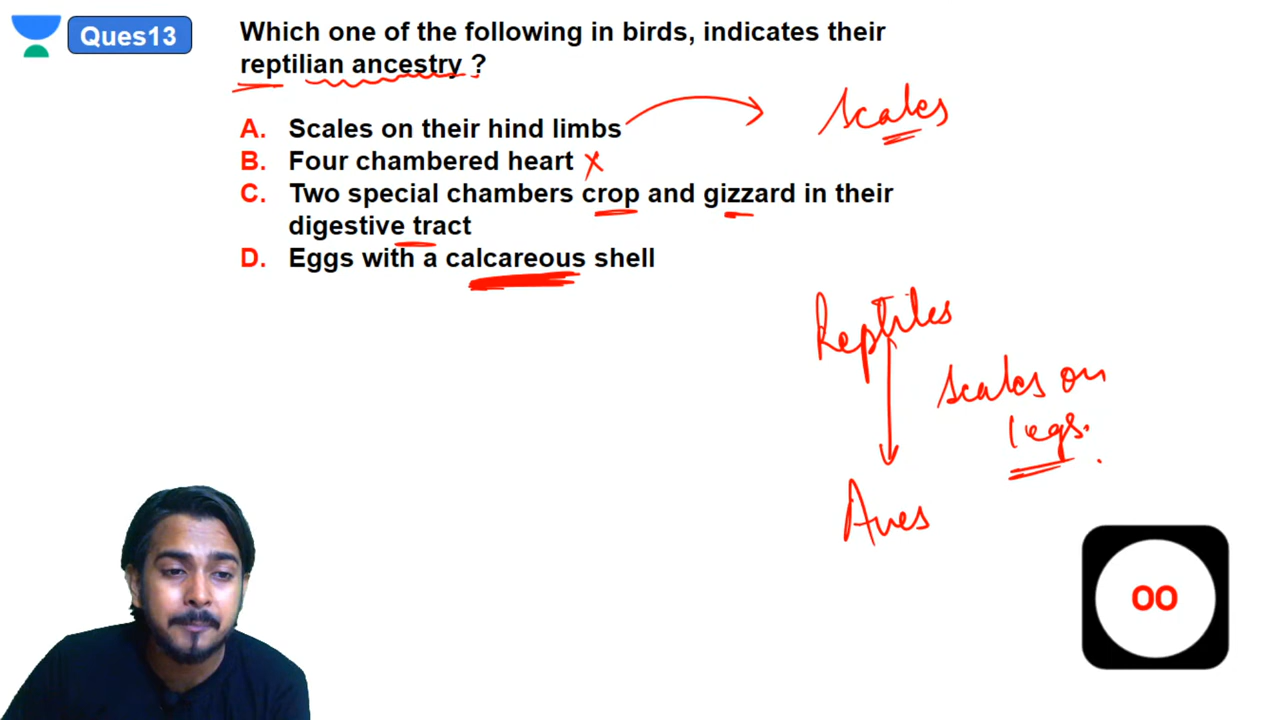 Ques13
Which one of the following in birds, indicates their
reptilian ancestry ?
A. Scales on their hind limbs
B. Four chambered heart
C. Two special chambers crop and gizzard in their
digestive tract
D. Eggs with a calcareous shell
Scales
Reptiles
Scales on
legs.
Aves
00